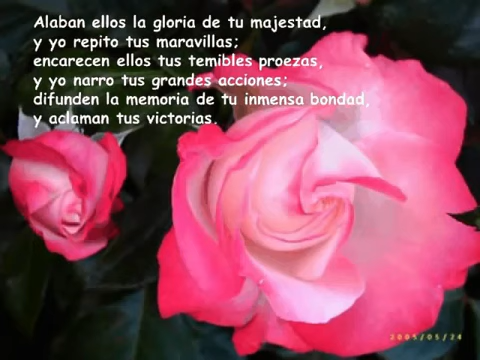 Alaban ellos la gloria de tu majestad,
y yo repito tus maravillas;
encarecen ellos tus temibles proezas,
y yo narro tus grandes acciones;
difunden la memoria de tu inmensa bondad,
y aclaman tus victorias.
2005/05/24